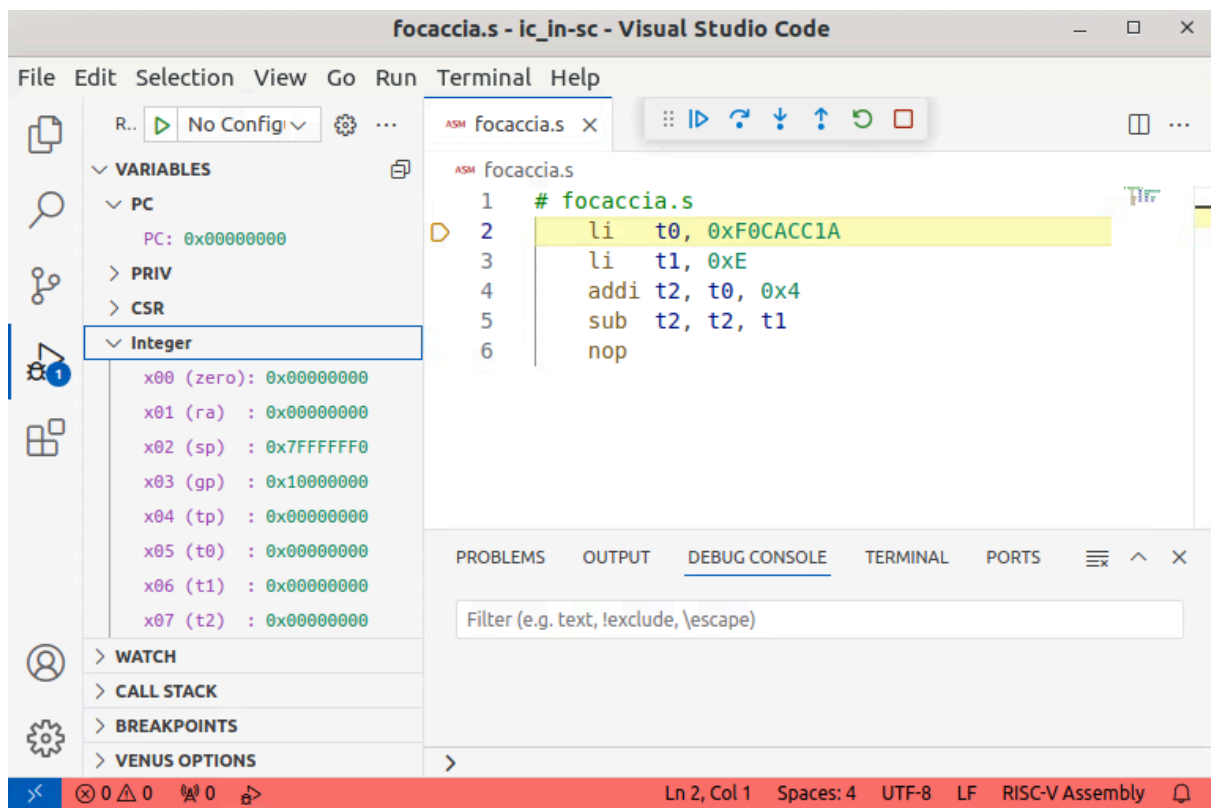 focaccia.s - ic_in-sc - Visual Studio Code
File Edit Selection View Go Run Terminal Help
R.. No Config
VARIABLES
PC
PC: 0x00000000
PRIV
CSR
Integer
x00 (zero): 0x00000000
x01 (ra) : 0x00000000
x02 (sp) : 0x7FFFFFF0
x03 (gp) : 0x10000000
x04 (tp) : 0x00000000
x05 (t0) : 0x00000000
x06 (t1) : 0x00000000
x07 (t2) : 0x00000000
WATCH
CALL STACK
BREAKPOINTS
VENUS OPTIONS
1
ASM focaccia.s
ASM focaccia.s
1 # focaccia.s
2 li t0, 0xF0CACC1A
3 li t1, 0xE
4 addi t2, t0, 0x4
5 sub t2, t2, t1
6 nop
PROBLEMS OUTPUT DEBUG CONSOLE TERMINAL PORTS
Filter (e.g. text, !exclude, \escape)
0 0 0 Ln 2, Col 1 Spaces: 4 UTF-8 LF RISC-V Assembly